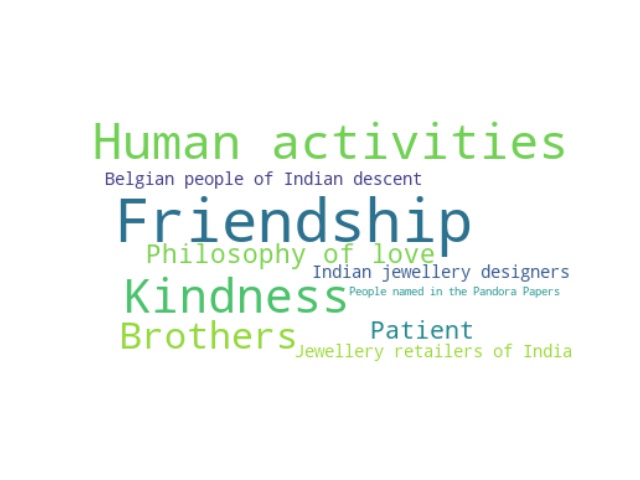 Human activities
Belgian people of Indian descent
Friendship
Philosophy of love
Indian jewellery designers
Kindness
People named in the Pandora Papers
Brothers
Patient
Jewellery retailers of India